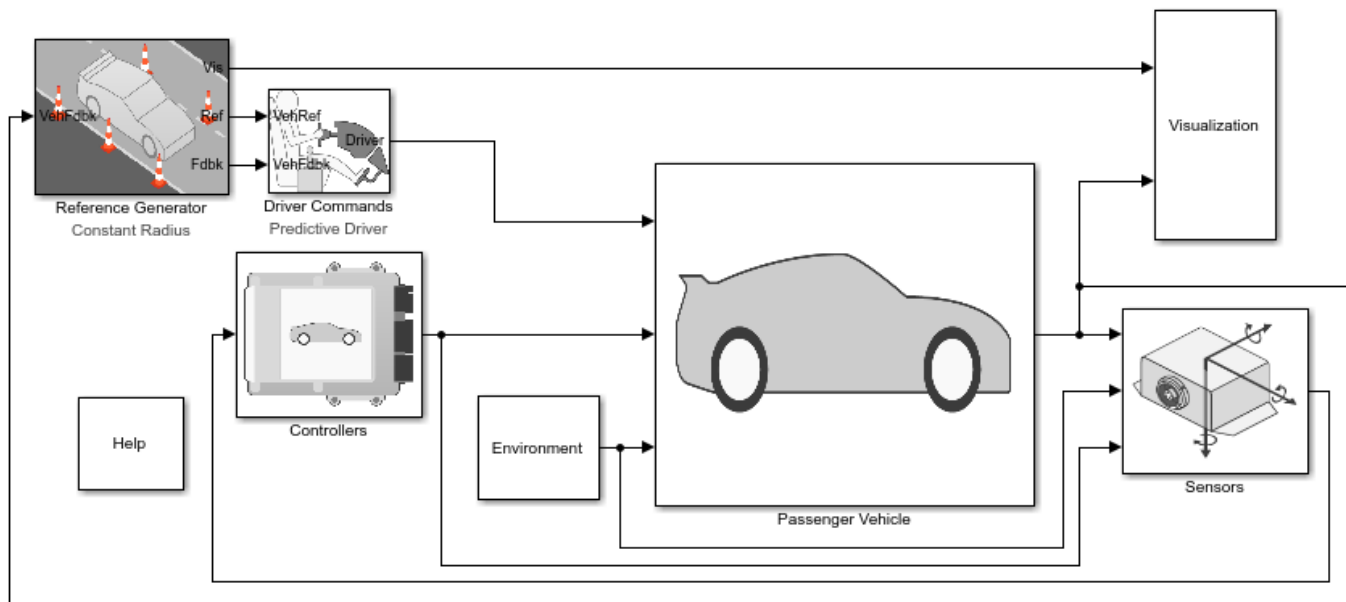 Vis
VehFdbk
Ref
Fdbk
Reference Generator
Constant Radius
VehRef
Driver
VehFdbk
Driver Commands
Predictive Driver
Visualization
Controllers
Help
Environment
Passenger Vehicle
Sensors